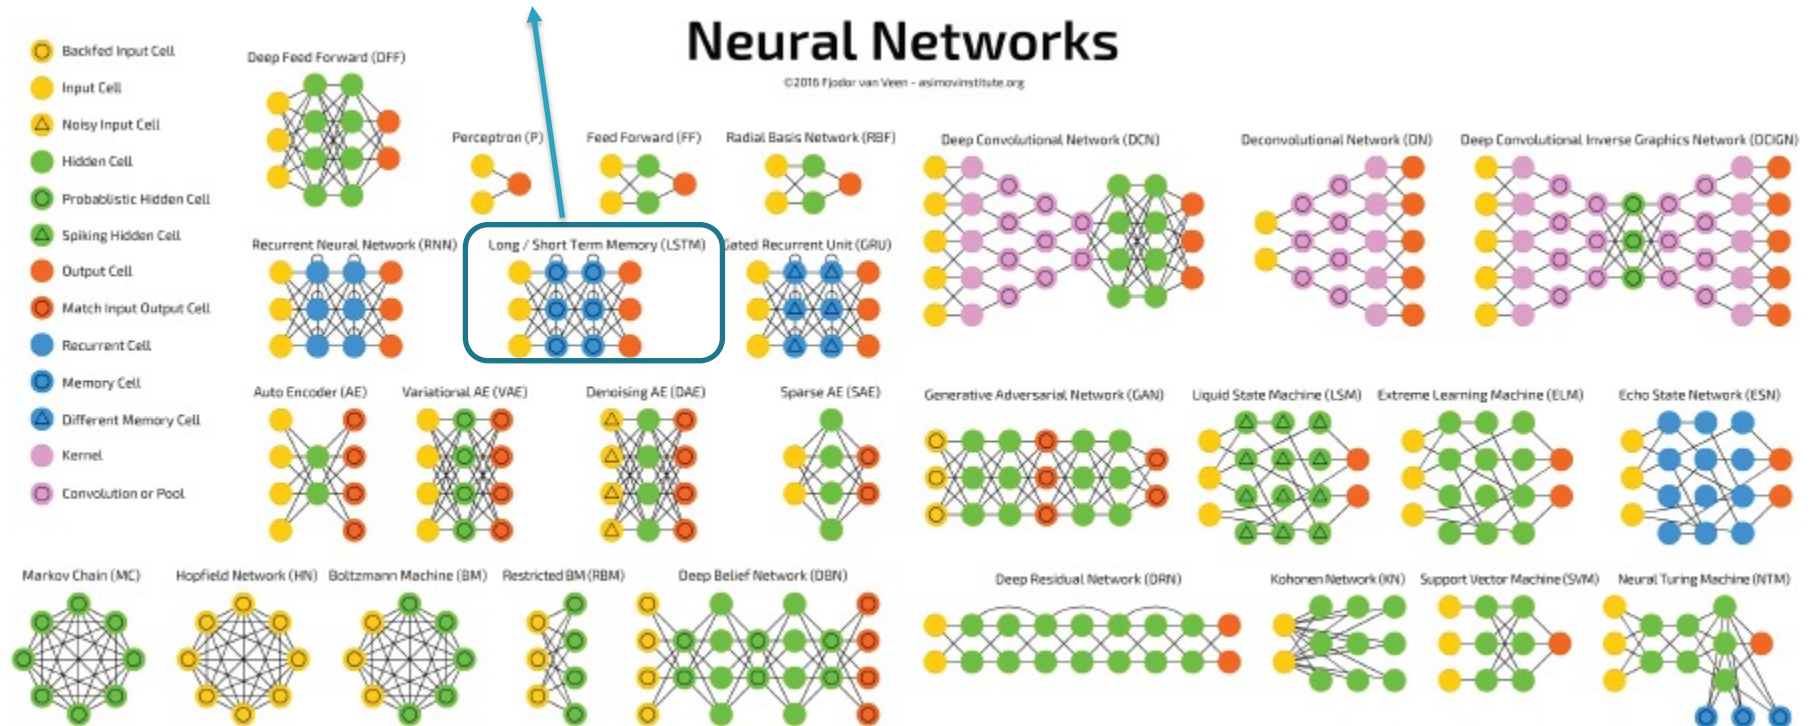 Neural Networks
©2016 Fjodor van Veen - asimovinstitute.org
Backfed Input Cell
Input Cell
Noisy Input Cell
Hidden Cell
Probablistic Hidden Cell
Spiking Hidden Cell
Output Cell
Match Input Output Cell
Recurrent Cell
Memory Cell
Different Memory Cell
Kernel
Convolution or Pool
Deep Feed Forward (DFF)
Perceptron (P)
Feed Forward (FF)
Radial Basis Network (RBF)
Deep Convolutional Network (DCN)
Deconvolutional Network (DN)
Deep Convolutional Inverse Graphics Network (DCIGN)
Recurrent Neural Network (RNN)
Long / Short Term Memory (LSTM)
Gated Recurrent Unit (GRU)
Auto Encoder (AE)
Variational AE (VAE)
Denoising AE (DAE)
Sparse AE (SAE)
Generative Adversarial Network (GAN)
Liquid State Machine (LSM)
Extreme Learning Machine (ELM)
Echo State Network (ESN)
Markov Chain (MC)
Hopfield Network (HN)
Boltzmann Machine (BM)
Restricted BM (RBM)
Deep Belief Network (DBN)
Deep Residual Network (DRN)
Kohonen Network (KN)
Support Vector Machine (SVM)
Neural Turing Machine (NTM)